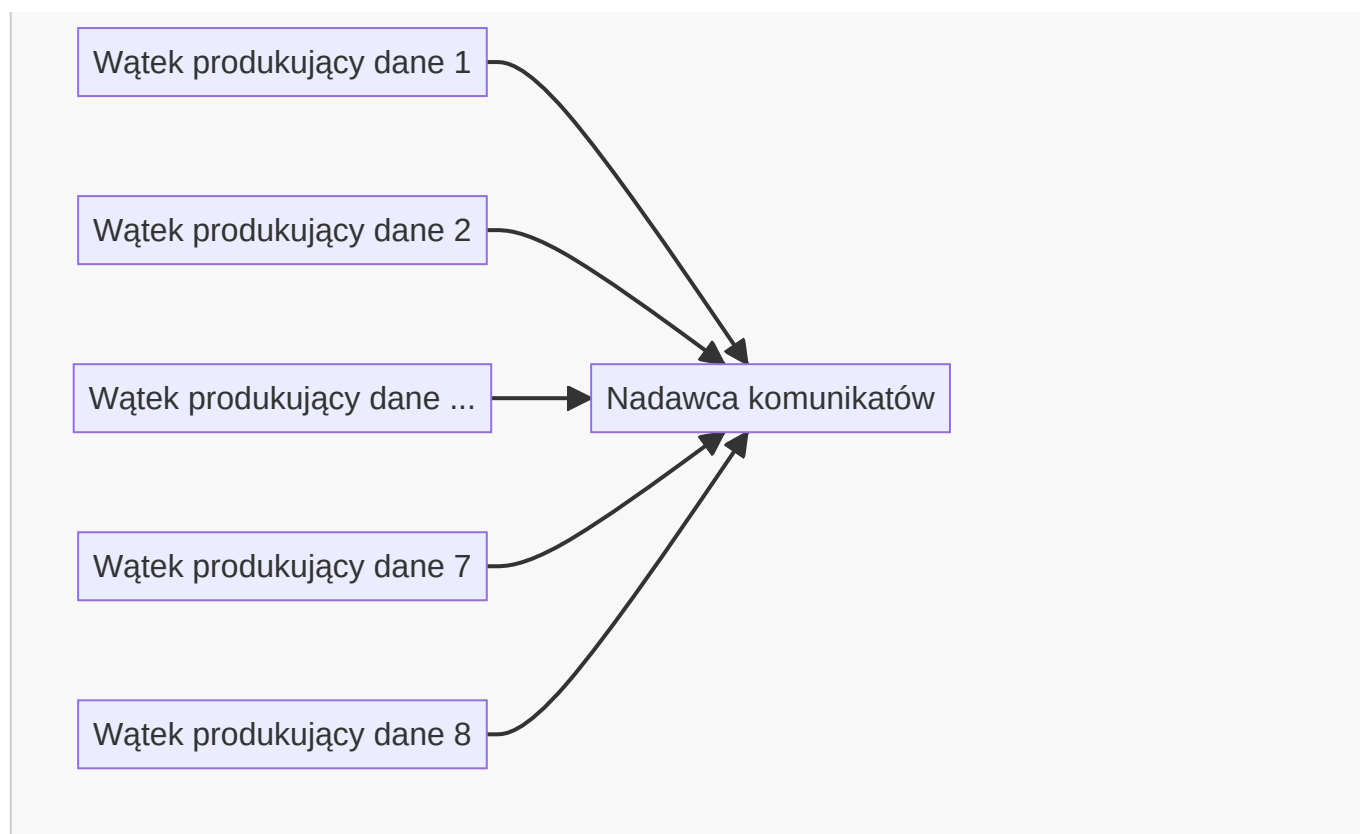 Wątek produkujący dane 1
Wątek produkujący dane 2
Wątek produkujący dane ...
Nadawca komunikatów
Wątek produkujący dane 7
Wątek produkujący dane 8